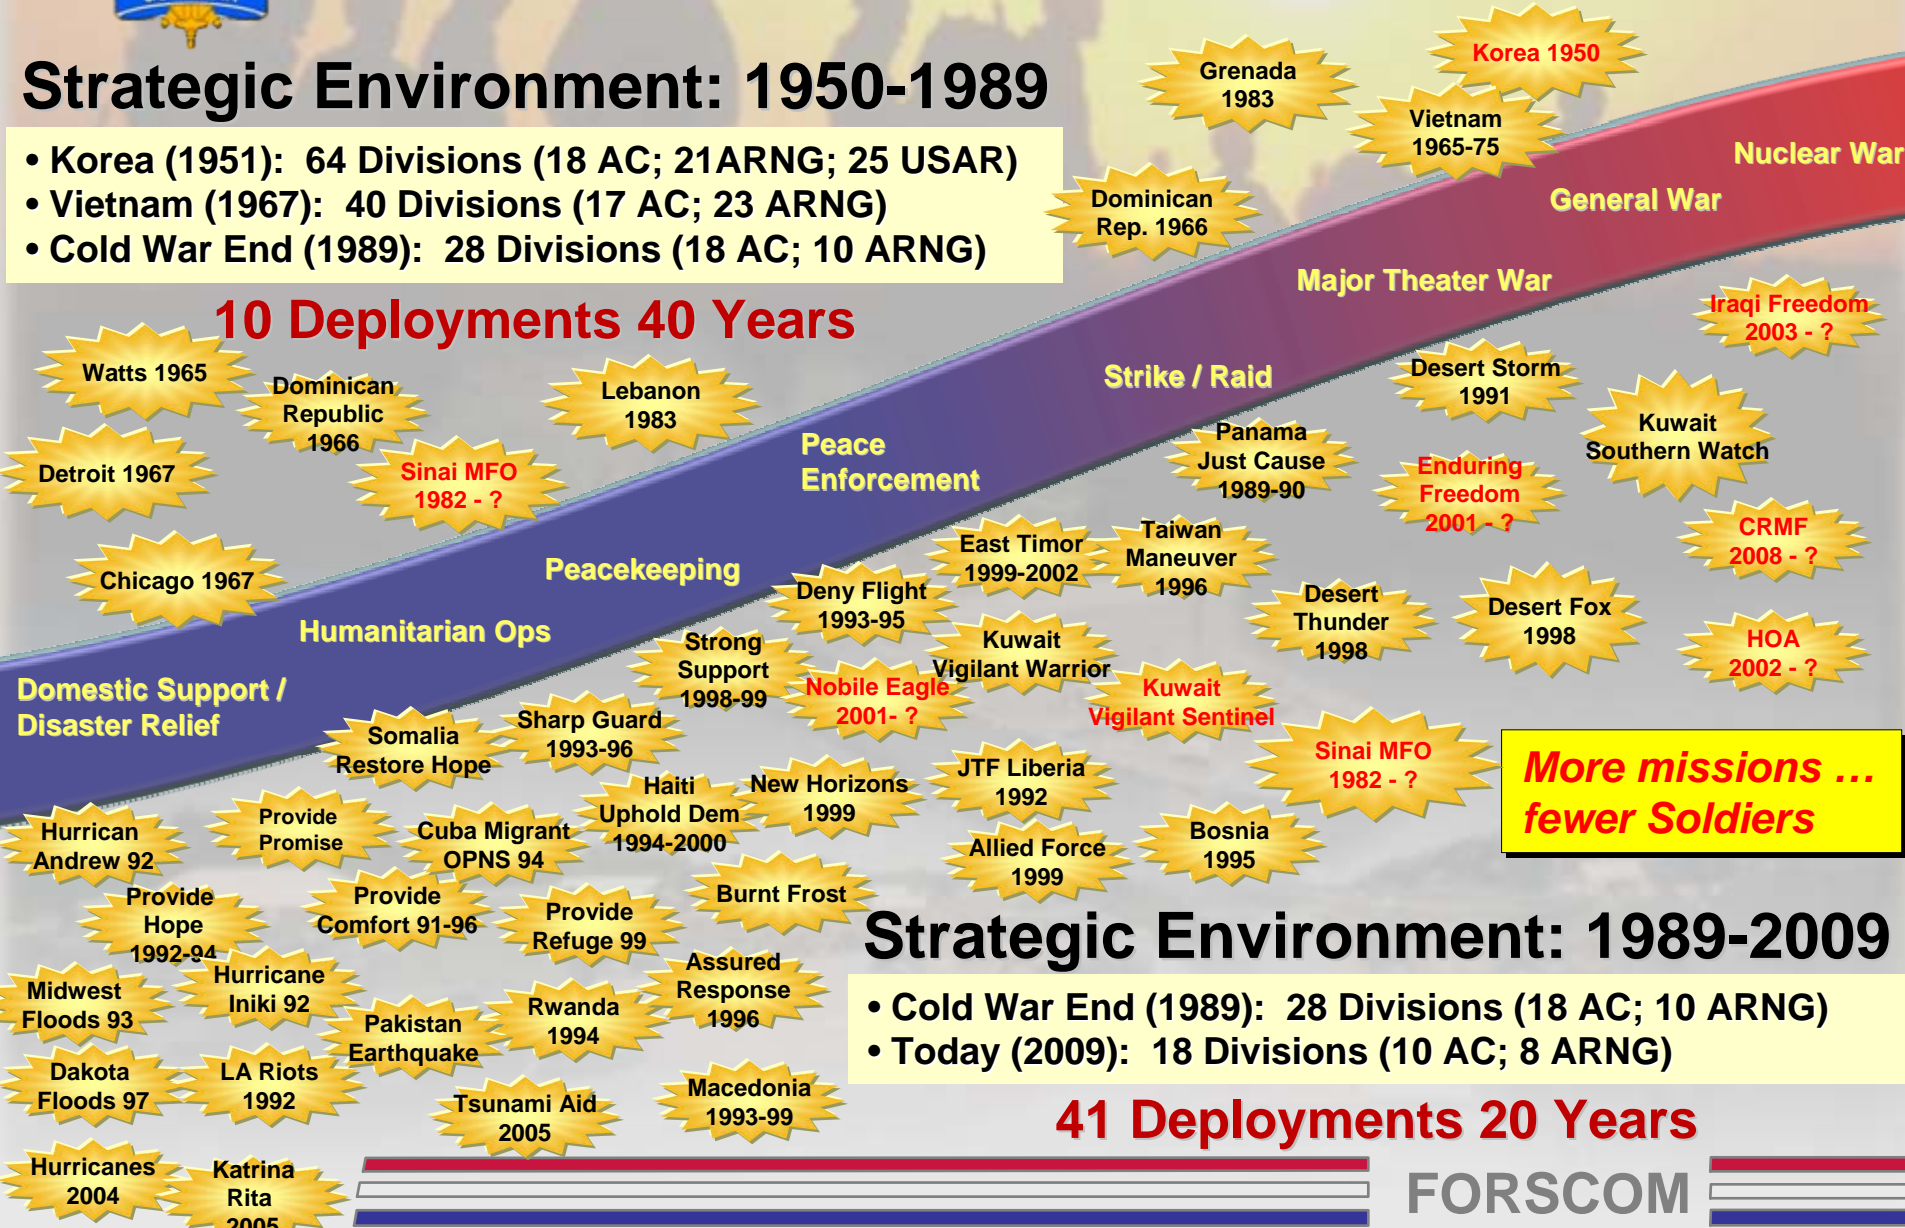 Strategic Environment: 1950-1989
• Korea (1951): 64 Divisions (18 AC; 21ARNG; 25 USAR)
• Vietnam (1967): 40 Divisions (17 AC; 23 ARNG)
• Cold War End (1989): 28 Divisions (18 AC; 10 ARNG)
10 Deployments 40 Years
Grenada
1983
Korea 1950
Vietnam
1965-75
Dominican
Rep. 1966
Watts 1965
Dominican
Republic
1966
Lebanon
1983
Detroit 1967
Sinai MFO
1982 - ?
Chicago 1967
Nuclear War
General War
Major Theater War
Strike / Raid
Peace
Enforcement
Peacekeeping
Humanitarian Ops
Domestic Support /
Disaster Relief
Iraqi Freedom
2003 - ?
Desert Storm
1991
Kuwait
Southern Watch
Panama
Just Cause
1989-90
Enduring
Freedom
2001 - ?
CRMF
2008 - ?
East Timor
1999-2002
Taiwan
Maneuver
1996
Deny Flight
1993-95
Desert
Thunder
1998
Desert Fox
1998
HOA
2002 - ?
Strong
Support
1998-99
Kuwait
Vigilant Warrior
Nobile Eagle
2001- ?
Kuwait
Vigilant Sentinel
Sharp Guard
1993-96
Somalia
Restore Hope
Sinai MFO
1982 - ?
More missions …
fewer Soldiers
JTF Liberia
1992
New Horizons
1999
Haiti
Uphold Dem
1994-2000
Provide
Promise
Cuba Migrant
OPNS 94
Hurrican
Andrew 92
Allied Force
1999
Bosnia
1995
Burnt Frost
Provide
Hope
1992-94
Provide
Comfort 91-96
Provide
Refuge 99
Strategic Environment: 1989-2009
• Cold War End (1989): 28 Divisions (18 AC; 10 ARNG)
• Today (2009): 18 Divisions (10 AC; 8 ARNG)
41 Deployments 20 Years
Assured
Response
1996
Midwest
Floods 93
Hurricane
Iniki 92
Pakistan
Earthquake
Rwanda
1994
Dakota
Floods 97
LA Riots
1992
Tsunami Aid
2005
Macedonia
1993-99
Hurricanes
2004
Katrina
Rita
2005
FORSCOM